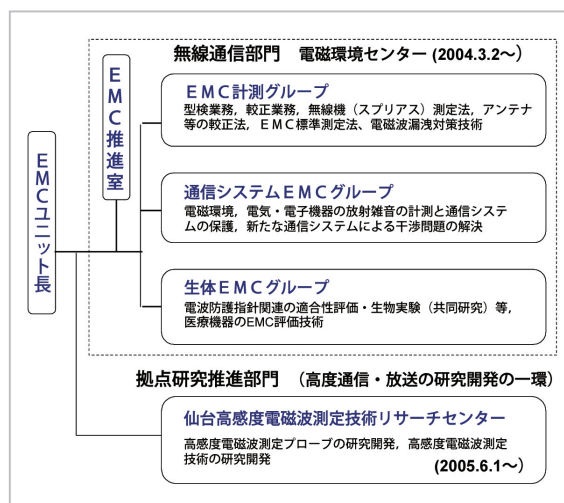 無線通信部門　電磁環境センター (2004.3.2～)
EMC推進室
EMCユニット長
EMC計測グループ
型検業務，較正業務，無線機（スプリアス）測定法，アンテナ
等の較正法，EMC標準測定法、電磁波漏洩対策技術
通信システムEMCグループ
電磁環境，電気・電子機器の放射雑音の計測と通信システ
ムの保護，新たな通信システムによる干渉問題の解決
生体EMCグループ
電波防護指針関連の適合性評価・生物実験（共同研究）等，
医療機器のEMC評価技術
拠点研究推進部門　（高度通信・放送の研究開発の一環）
仙台高感度電磁波測定技術リサーチセンター
高感度電磁波測定プローブの研究開発，高感度電磁波測定
技術の研究開発
(2005.6.1～)